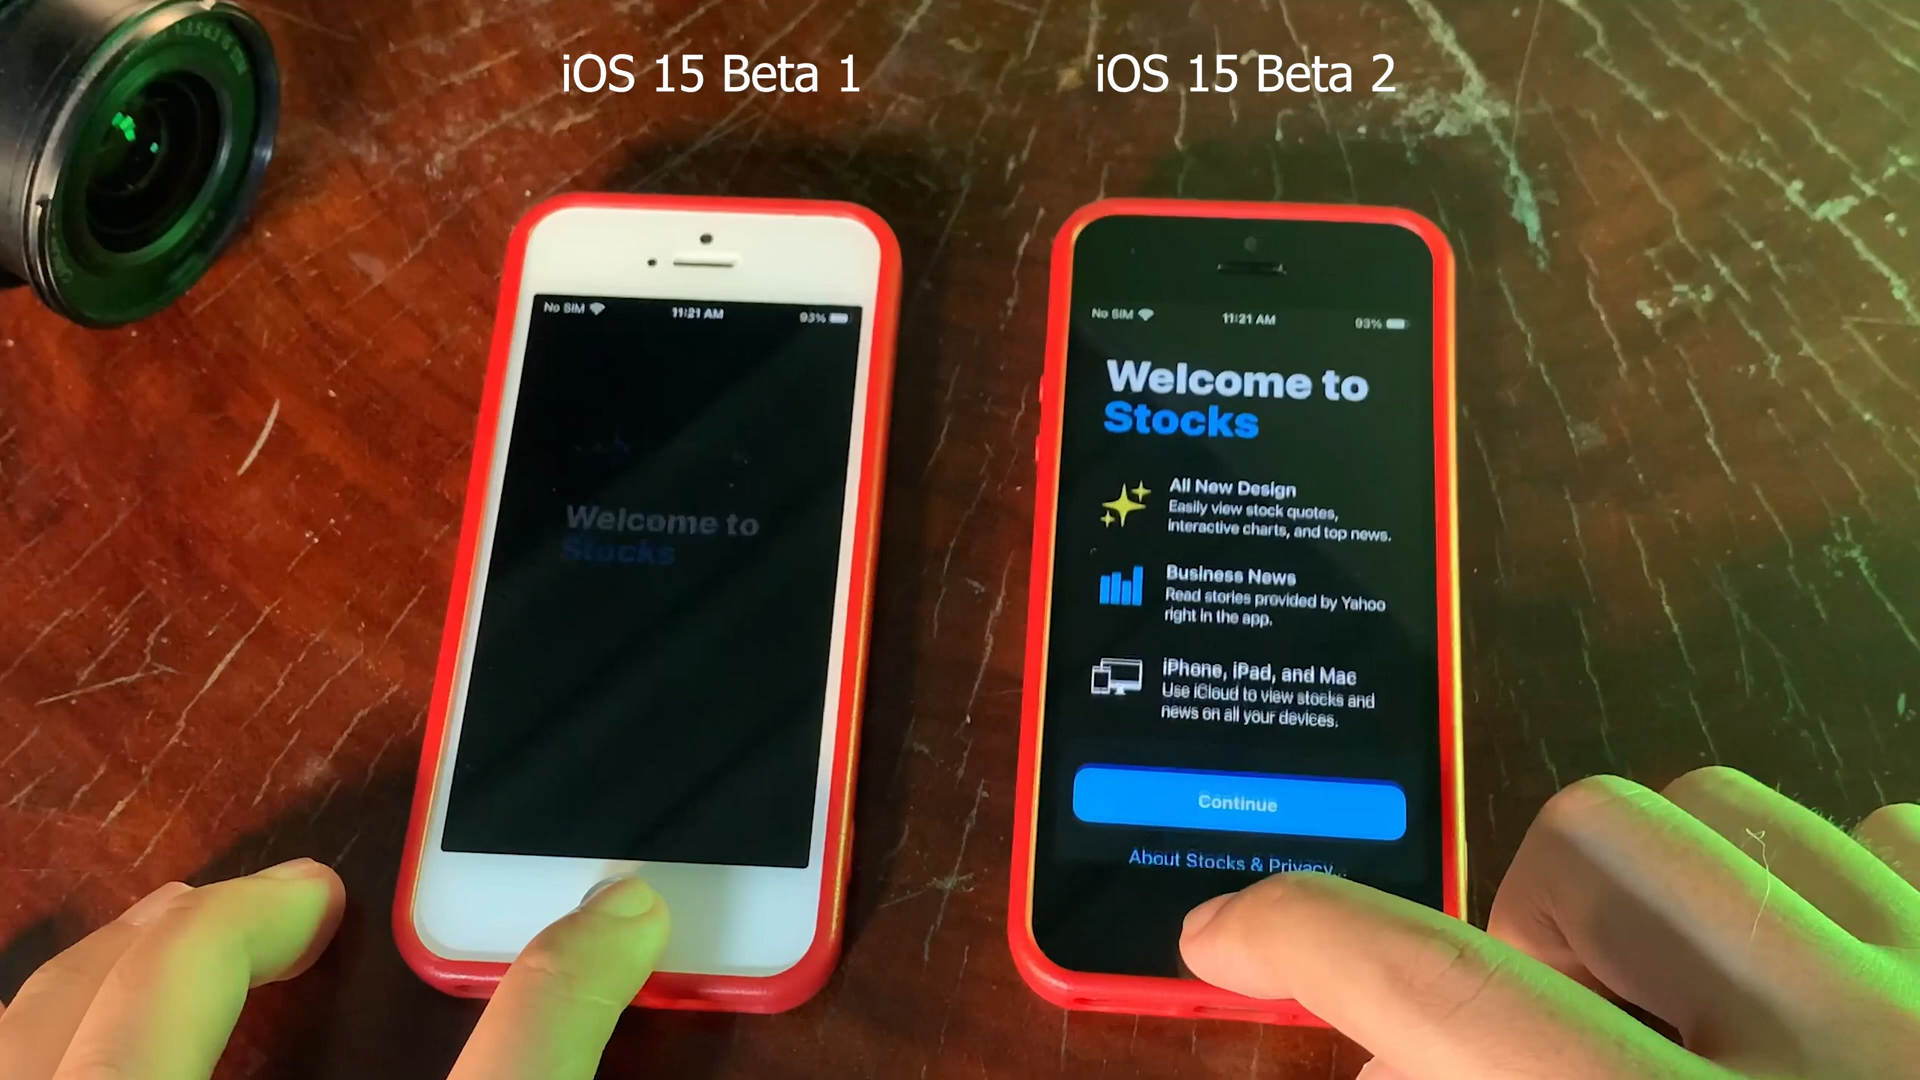 iOS 15 Beta 1
iOS 15 Beta 2
No SIM
11:21 AM
93%
Welcome to
Stocks
No SIM
11:21 AM
93%
Welcome to
Stocks
All New Design
Easily view stock quotes,
interactive charts, and top news.
Business News
Read stories provided by Yahoo
right in the app.
iPhone, iPad, and Mac
Use iCloud to view stocks and
news on all your devices.
Continue
About Stocks & Privacy...